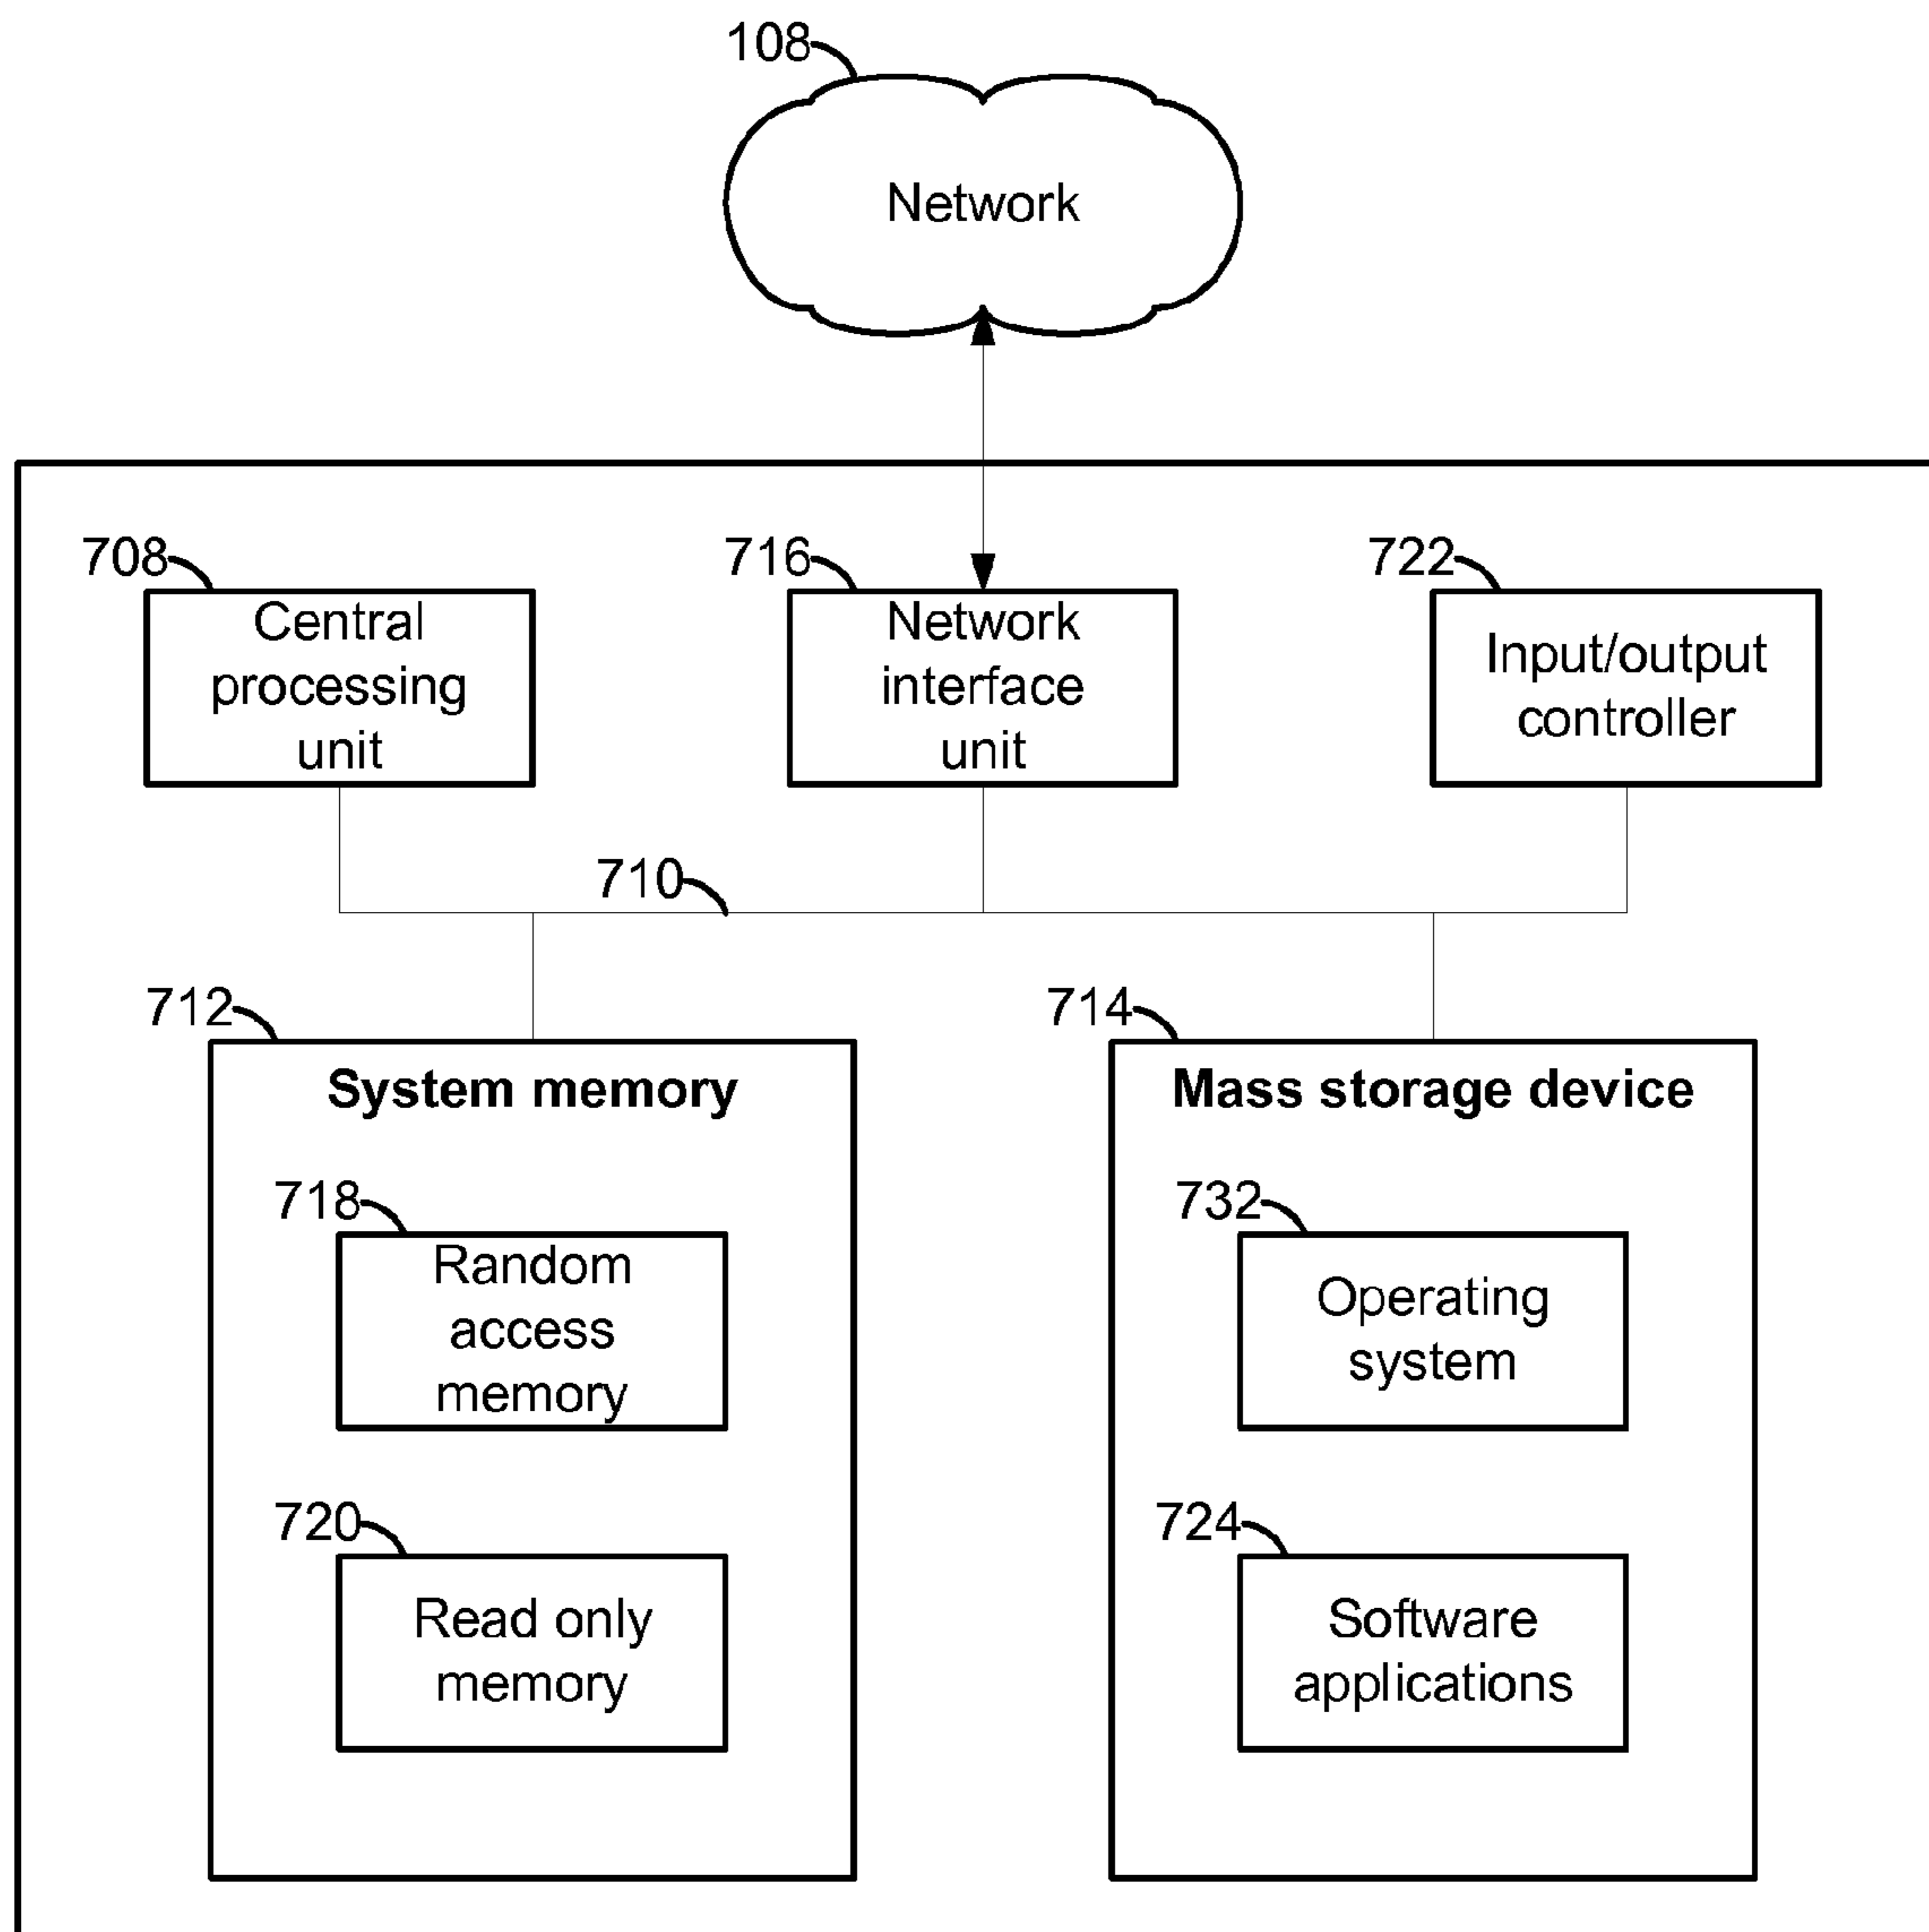 108
Network
708
716
722
Central
processing
unit
Network
interface
unit
Input/output
controller
710
712
714
System memory
Mass storage device
718
732
Random
access
memory
Operating
system
720
724
Read only
memory
Software
applications